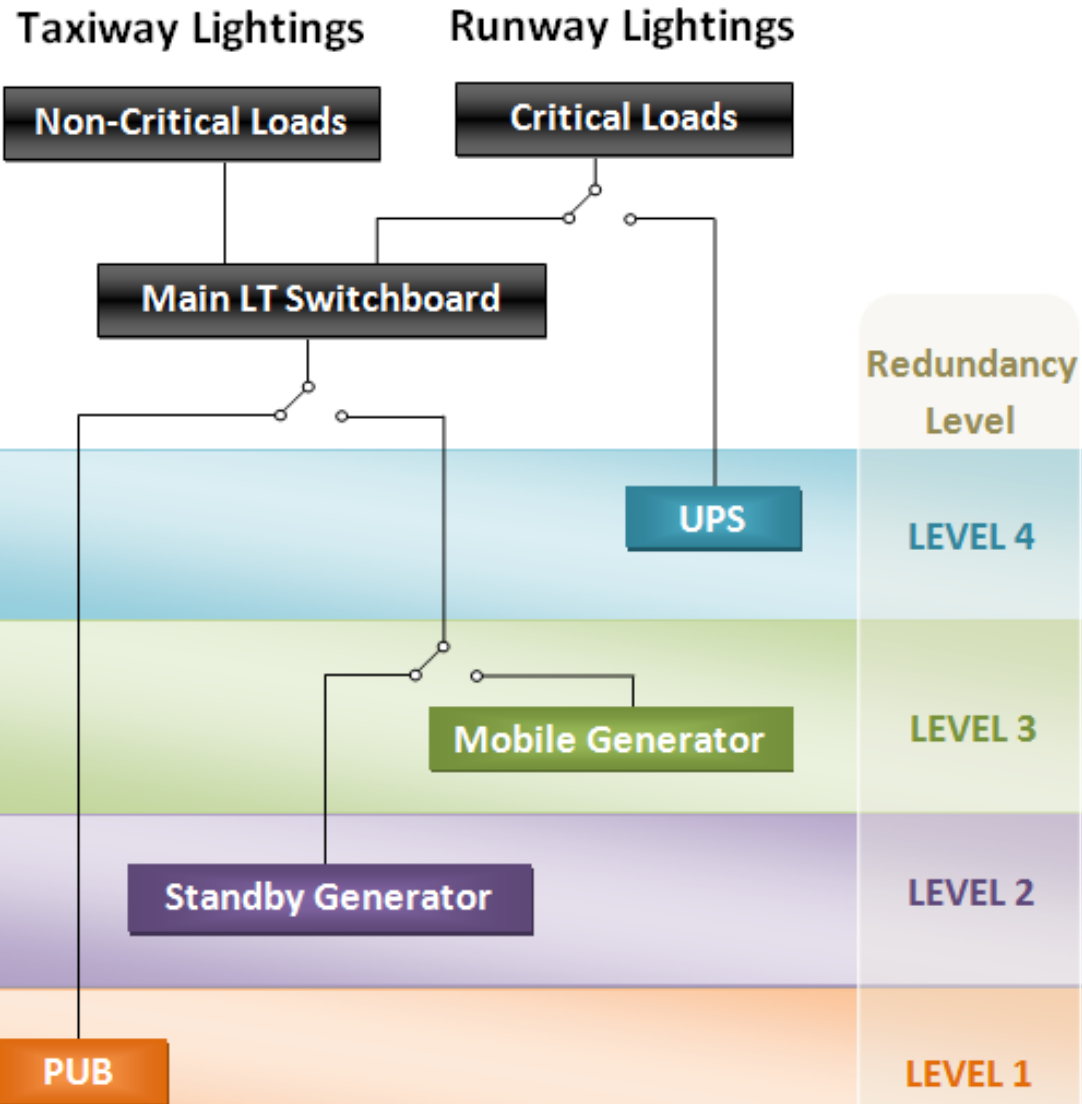 Taxiway Lightings
Runway Lightings
Non-Critical Loads
Critical Loads
Main LT Switchboard
Redundancy
Level
UPS
LEVEL 4
Mobile Generator
LEVEL 3
Standby Generator
LEVEL 2
PUB
LEVEL 1